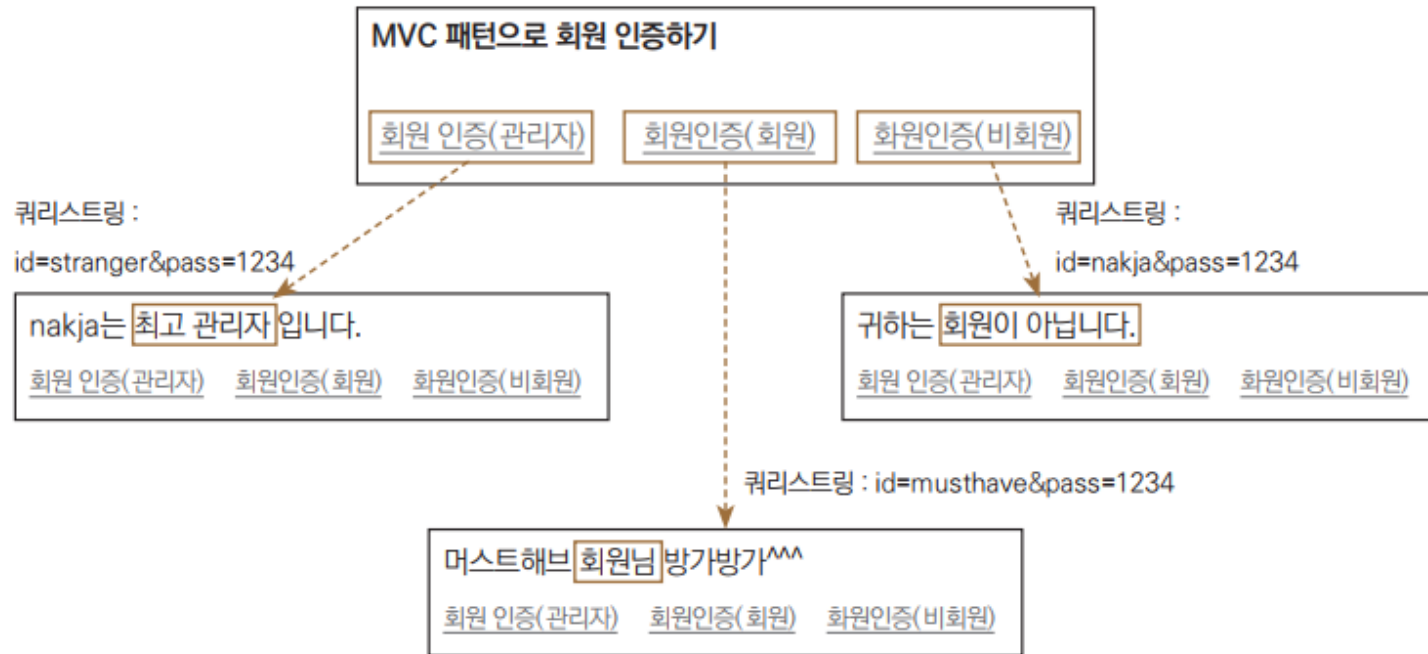 MVC 패턴으로 회원 인증하기
회원 인증(관리자) 회원인증(회원) 화원인증(비회원)
쿼리스트링 :
id=stranger&pass=1234
쿼리스트링 :
id=nakja&pass=1234
nakja는 최고 관리자 입니다.
회원 인증(관리자) 회원인증(회원) 화원인증(비회원)
귀하는 회원이 아닙니다.
회원 인증(관리자) 회원인증(회원) 화원인증(비회원)
쿼리스트링 : id=musthave&pass=1234
머스트해브 회원님 방가방가^^^
회원 인증(관리자) 회원인증(회원) 화원인증(비회원)